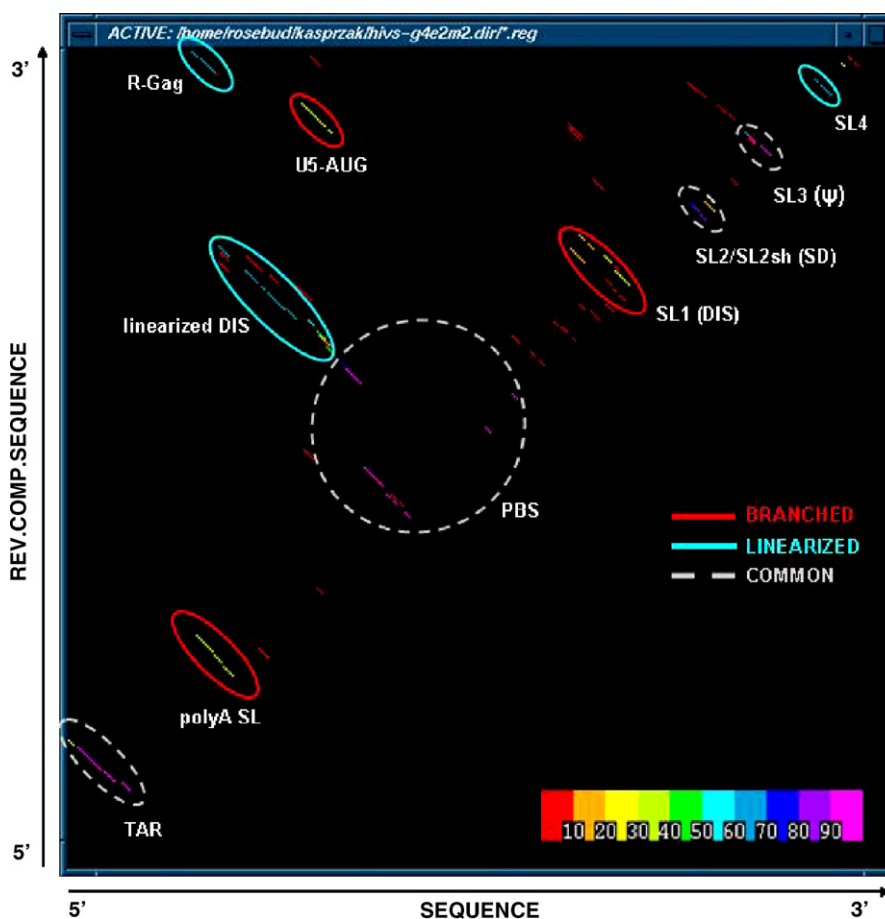 ACTIVE: /home/rosebud/kasprzak/hivs-g4e2m2.dir/*.reg
3'
R-Gag
SL4
U5-AUG
SL3 (ψ)
SL2/SL2sh (SD)
linearized DIS
SL1 (DIS)
REV.COMP.SEQUENCE
PBS
BRANCHED
LINEARIZED
COMMON
polyA SL
10 20 30 40 50 60 70 80 90
TAR
5'
5' SEQUENCE 3'